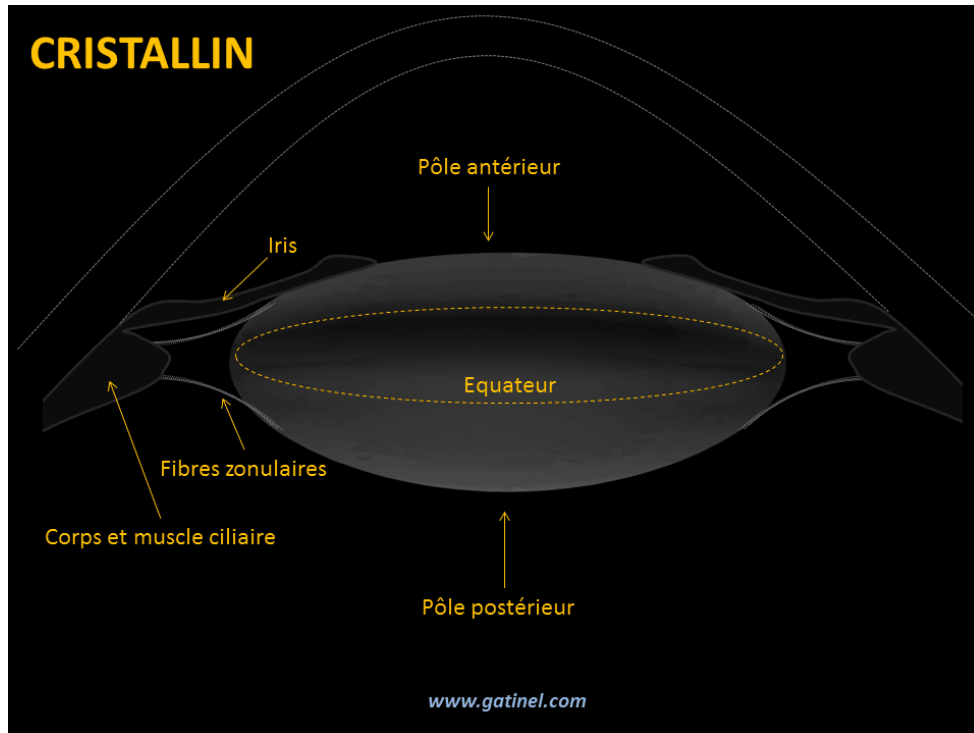 CRISTALLIN
Pôle antérieur
Iris
Equateur
Fibres zonulaires
Corps et muscle ciliaire
Pôle postérieur
www.gatinel.com